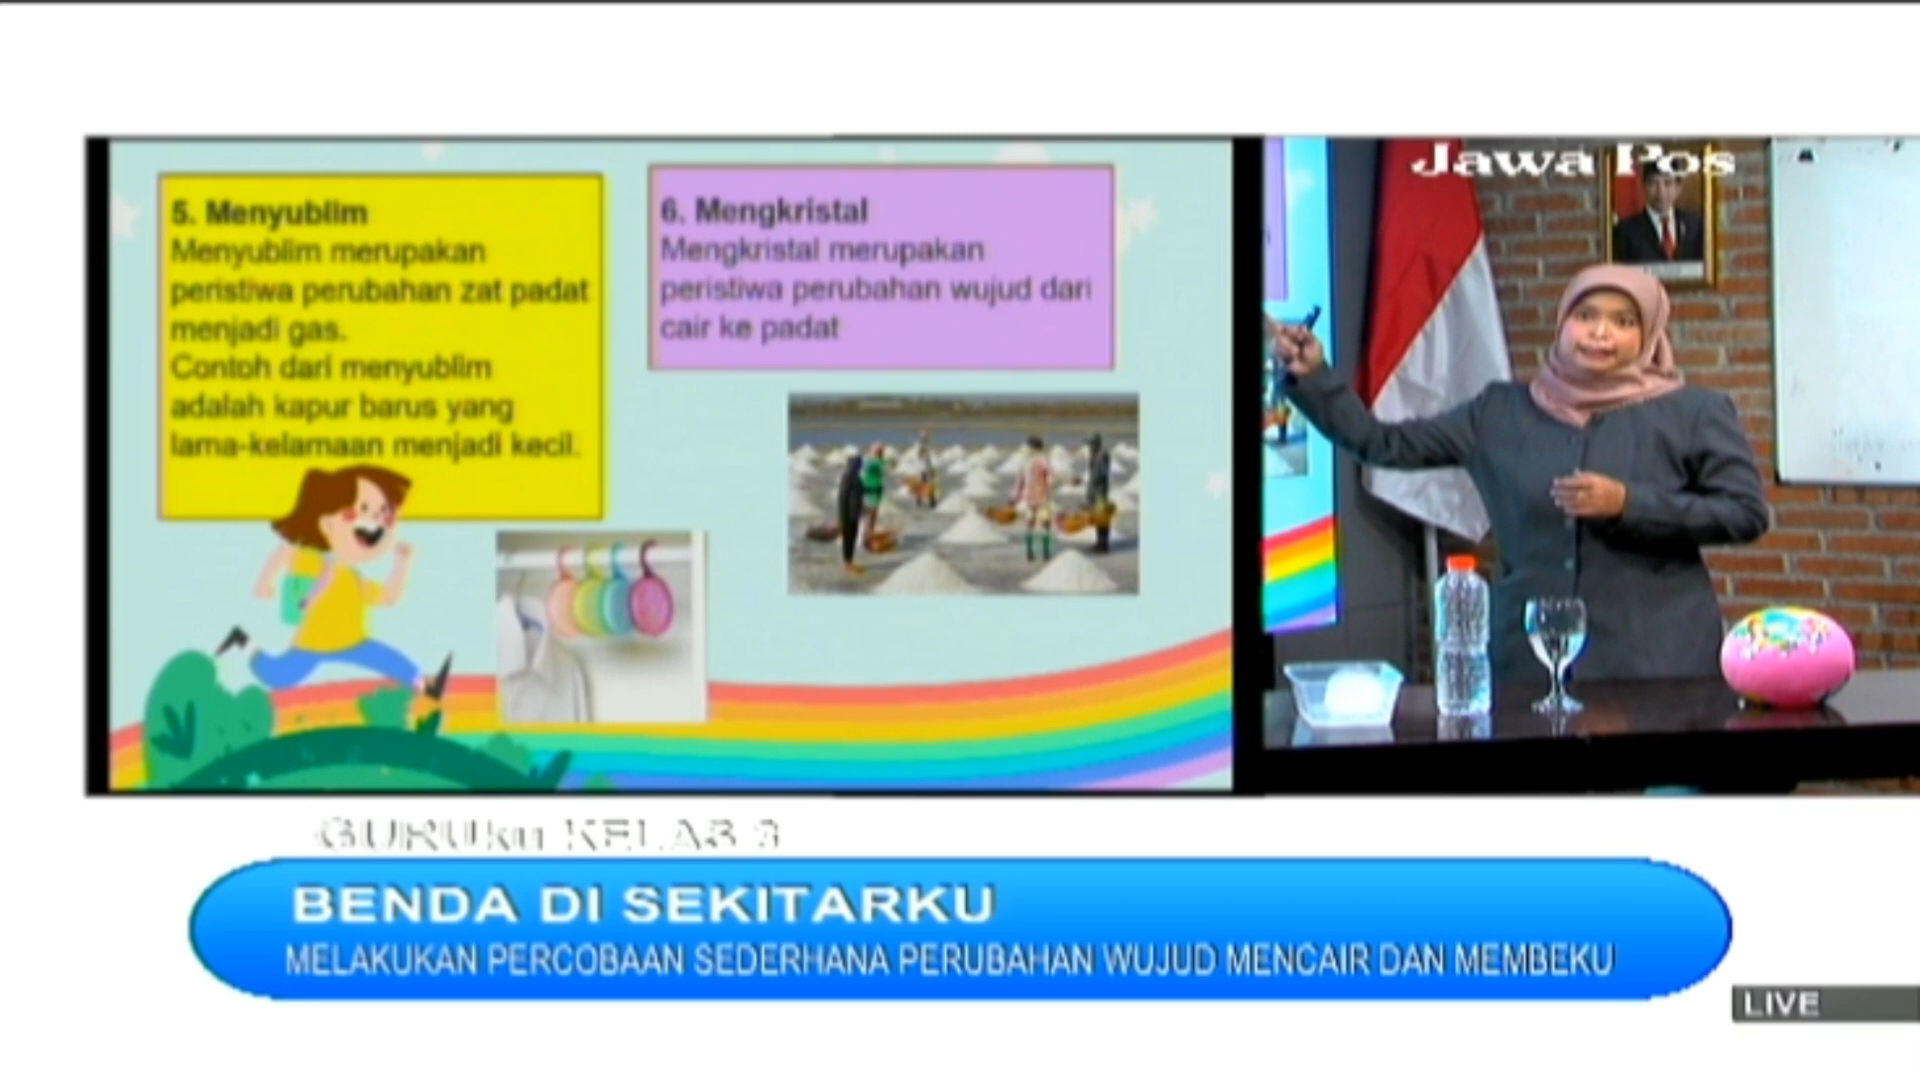 5. Menyublim
Menyublim merupakan
peristiwa perubahan zat padat
menjadi gas.
Contoh dari menyublim
adalah kapur barus yang
lama-kelamaan menjadi kecil.
6. Mengkristal
Mengkristal merupakan
peristiwa perubahan wujud dari
cair ke padat
Jawa Pos
GURUku KELAS 3
BENDA DI SEKITARKU
MELAKUKAN PERCOBAAN SEDERHANA PERUBAHAN WUJUD MENCAIR DAN MEMBEKU
LIVE